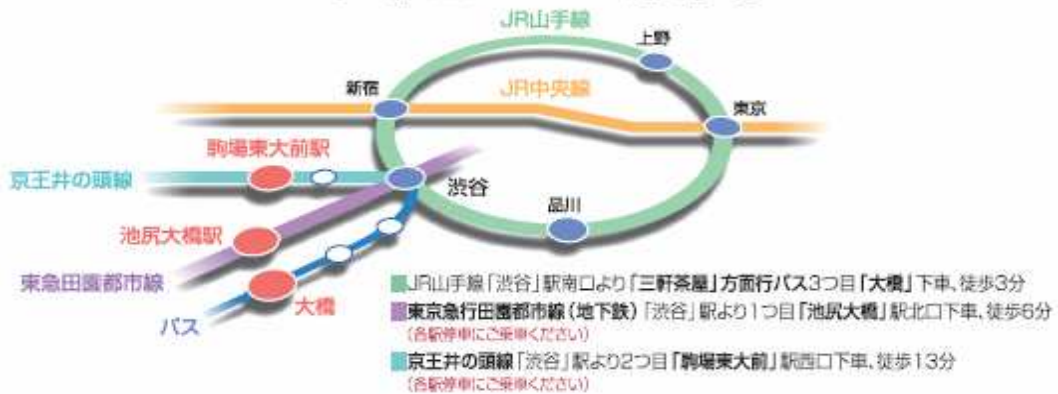 JR山手線
上野
新宿
JR中央線
東京
駒場東大前駅
京王井の頭線
渋谷
池尻大橋駅
品川
東急田園都市線
大橋
バス
JR山手線「渋谷」駅南口より「三軒茶屋」方面行バス3つ目「大橋」下車、徒歩3分
東京急行田園都市線(地下鉄)「渋谷」駅より1つ目「池尻大橋」駅北口下車、徒歩6分
(各駅停車にご乗車ください)
京王井の頭線「渋谷」駅より2つ目「駒場東大前」駅西口下車、徒歩13分
(各駅停車にご乗車ください)